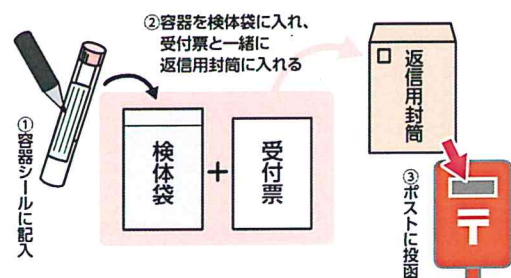 ①容器シールに記入
②容器を検体袋に入れ、
受付票と一緒に
返信用封筒に入れる
検体袋
+
受付票
返信用封筒
③ポストに投函
〒